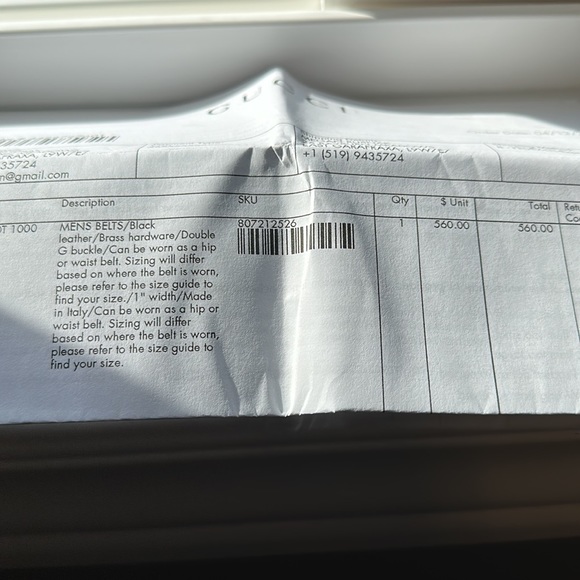 GUCCI
35724
n@gmail.com
+1 (519) 9435724
Description
SKU
Qty
$ Unit
Total
1000
MENS BELTS/Black
leather/Brass hardware/Double
G buckle/Can be worn as a hip
or waist belt. Sizing will differ
based on where the belt is worn,
please refer to the size guide to
find your size./1" width/Made
in Italy/Can be worn as a hip or
waist belt. Sizing will differ
based on where the belt is worn,
please refer to the size guide to
find your size.
807212526
1
560.00
560.00